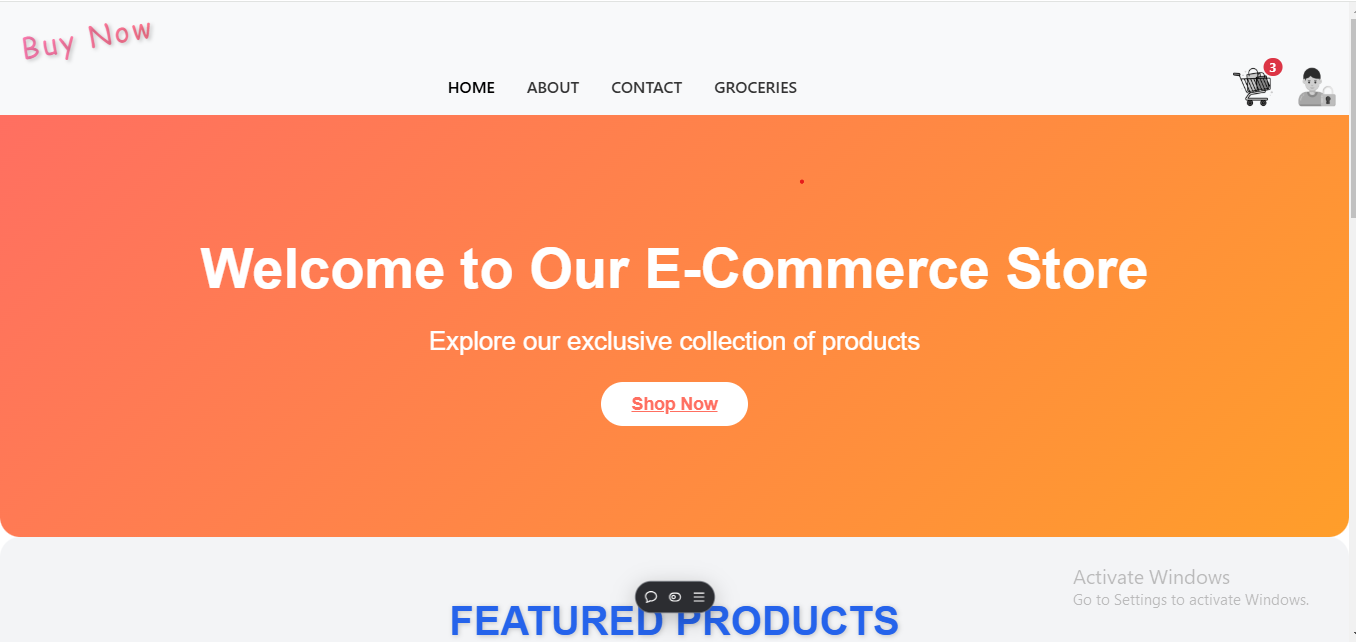 Buy Now
HOME ABOUT CONTACT GROCERIES
3
Welcome to Our E-Commerce Store
Explore our exclusive collection of products
Shop Now
FEATURED PRODUCTS
Activate Windows
Go to Settings to activate Windows.